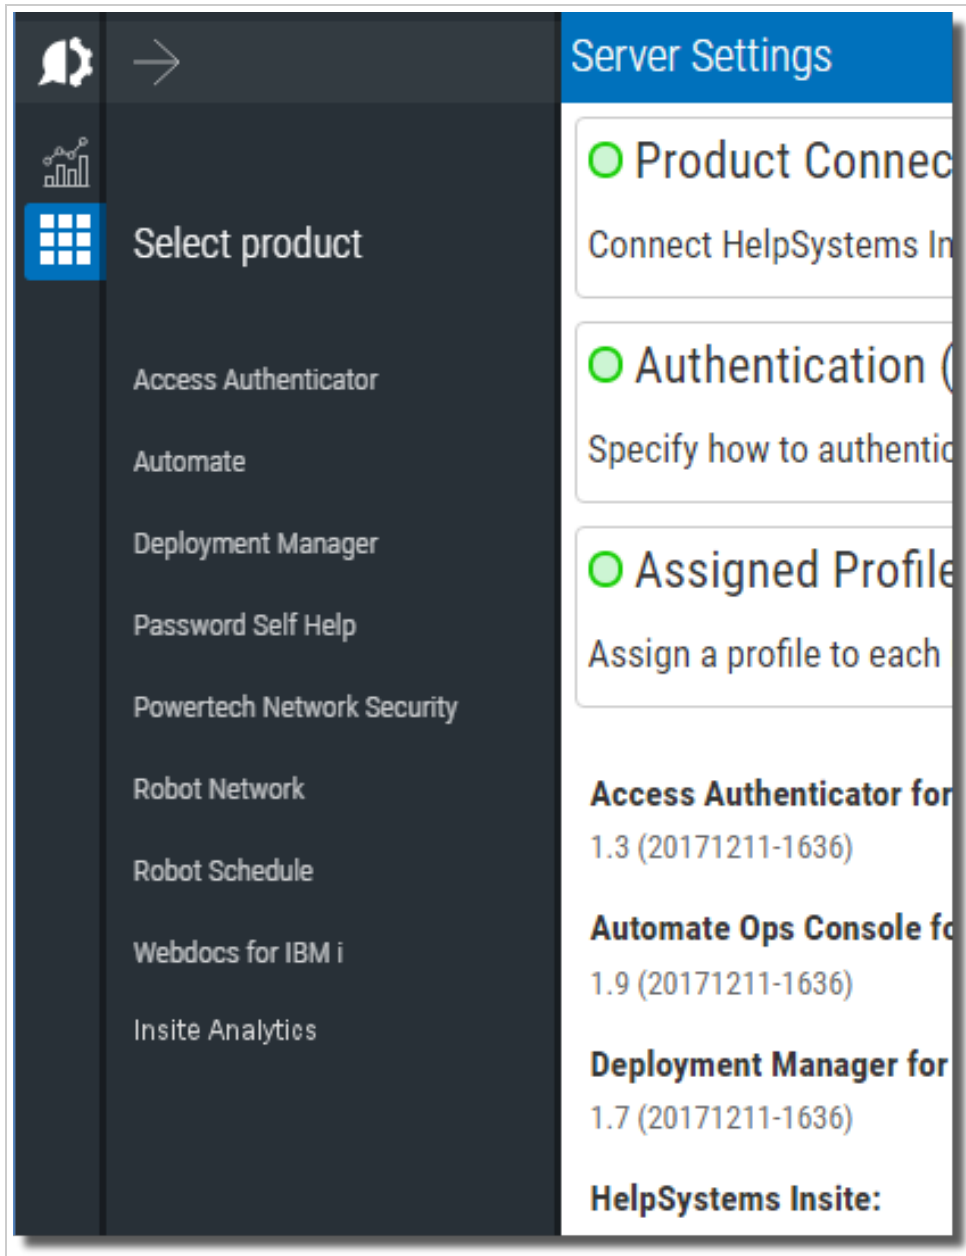 Server Settings
Select product
Access Authenticator
Automate
Deployment Manager
Password Self Help
Powertech Network Security
Robot Network
Robot Schedule
Webdocs for IBM i
Insite Analytics
Product Connec
Connect HelpSystems In
Authentication (
Specify how to authentic
Assigned Profile
Assign a profile to each
Access Authenticator for
1.3 (20171211-1636)
Automate Ops Console fo
1.9 (20171211-1636)
Deployment Manager for
1.7 (20171211-1636)
HelpSystems Insite: